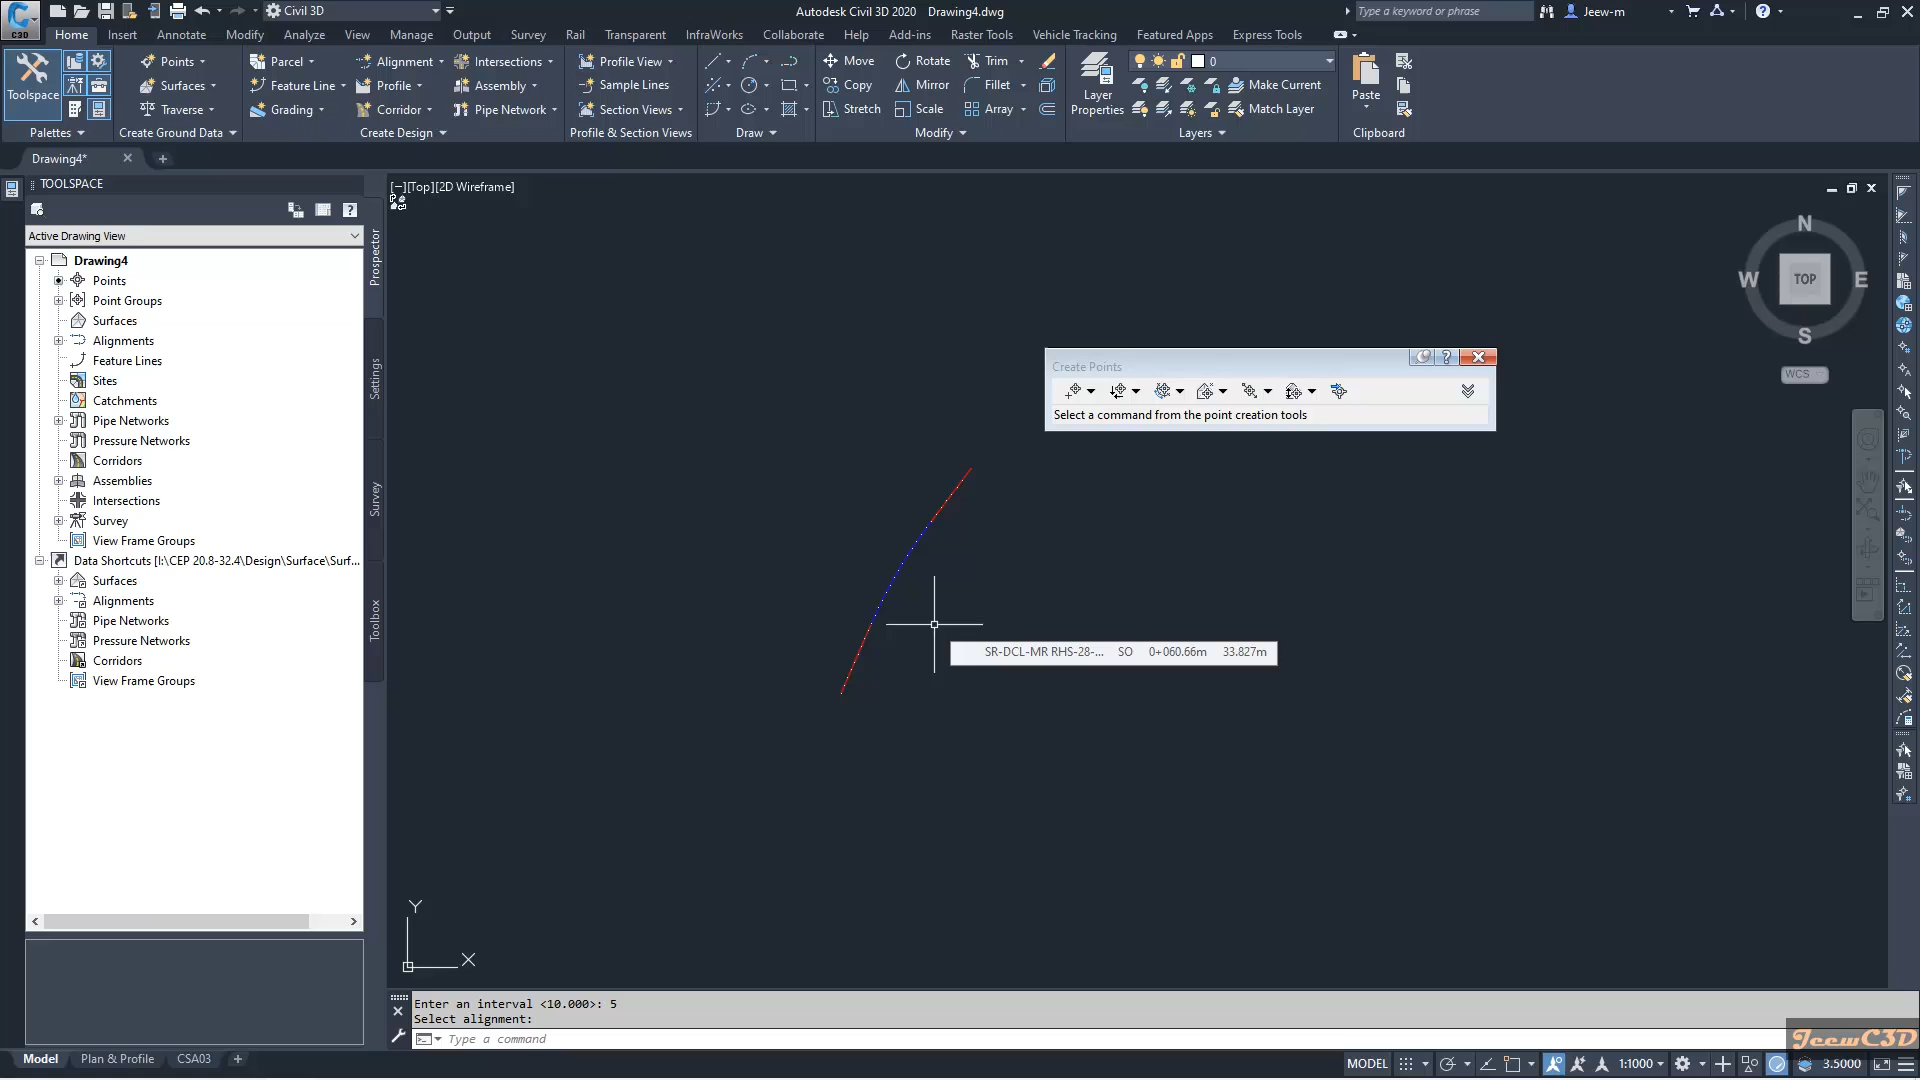 C3D
Civil 3D
Autodesk Civil 3D 2020 Drawing4.dwg
Type a keyword or phrase
Jeew-m
Home Insert Annotate Modify Analyze View Manage Output Survey Rail Transparent InfraWorks Collaborate Help Add-ins Raster Tools Vehicle Tracking Featured Apps Express Tools
Toolspace
Points
Surfaces
Traverse
Parcel
Feature Line
Grading
Alignment
Profile
Corridor
Intersections
Assembly
Pipe Network
Profile View
Sample Lines
Section Views
Move
Copy
Stretch
Rotate
Mirror
Scale
Trim
Fillet
Array
Layer
Properties
0
Make Current
Match Layer
Paste
Palettes
Create Ground Data
Create Design
Profile & Section Views
Draw
Modify
Layers
Clipboard
Drawing4*
TOOLSPACE
Active Drawing View
Drawing4
Points
Point Groups
Surfaces
Alignments
Feature Lines
Sites
Catchments
Pipe Networks
Pressure Networks
Corridors
Assemblies
Intersections
Survey
View Frame Groups
Data Shortcuts [I:\CEP 20.8-32.4\Design\Surface\Surf...
Surfaces
Alignments
Pipe Networks
Pressure Networks
Corridors
View Frame Groups
Prospector
Settings
Survey
Toolbox
[−][Top][2D Wireframe]
N
W
TOP
E
S
WCS
Create Points
Select a command from the point creation tools
SR-DCL-MR RHS-28-... SO 0+060.66m 33.827m
Y
X
Enter an interval <10.000>: 5
Select alignment:
Type a command
JeewC3D
Model Plan & Profile CSA03
MODEL
1:1000
3.5000